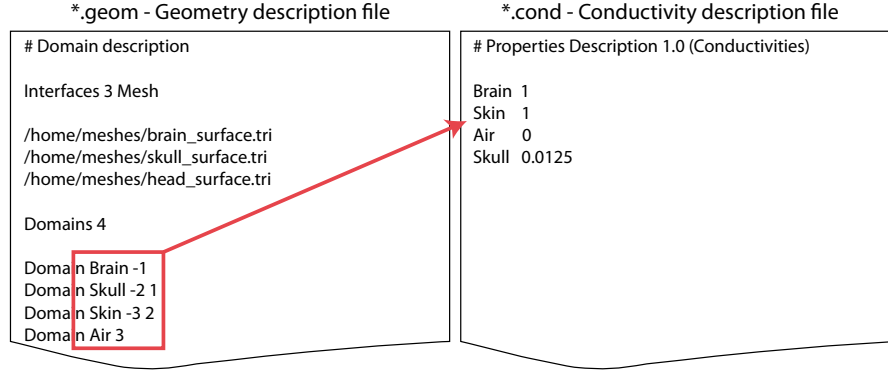 *.geom - Geometry description file
# Domain description
Interfaces 3 Mesh
/home/meshes/brain_surface.tri
/home/meshes/skull_surface.tri
/home/meshes/head_surface.tri
Domains 4
Domain Brain -1
Domain Skull -2 1
Domain Skin -3 2
Domain Air 3
*.cond - Conductivity description file
# Properties Description 1.0 (Conductivities)
Brain 1
Skin 1
Air 0
Skull 0.0125